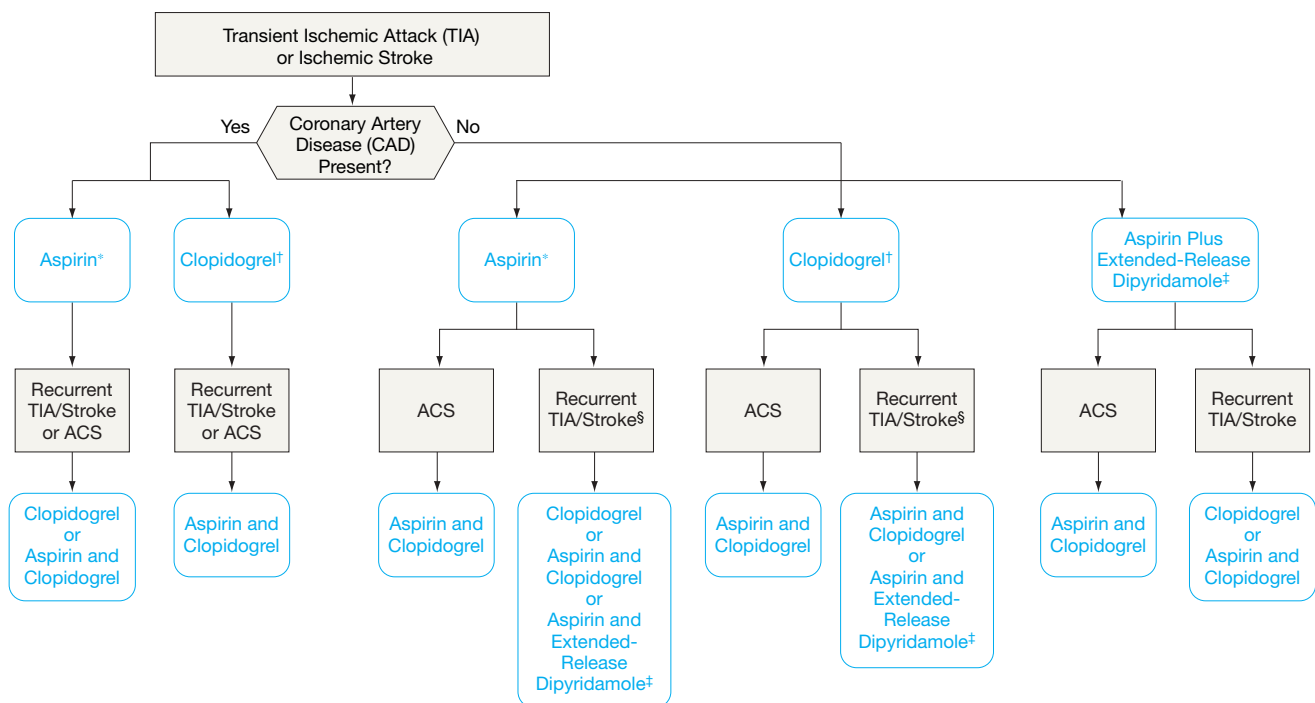 Transient Ischemic Attack (TIA)
or Ischemic Stroke
Yes
Coronary Artery
Disease (CAD)
Present?
No
Aspirin*
Clopidogrel†
Aspirin*
Clopidogrel†
Aspirin Plus
Extended-Release
Dipyridamole‡
Recurrent
TIA/Stroke
or ACS
Recurrent
TIA/Stroke
or ACS
ACS
Recurrent
TIA/Stroke§
ACS
Recurrent
TIA/Stroke§
ACS
Recurrent
TIA/Stroke
Clopidogrel
or
Aspirin and
Clopidogrel
Aspirin and
Clopidogrel
Aspirin and
Clopidogrel
Clopidogrel
or
Aspirin and
Clopidogrel
or
Aspirin and
Extended-
Release
Dipyridamole‡
Aspirin and
Clopidogrel
Aspirin and
Clopidogrel
or
Aspirin and
Extended-
Release
Dipyridamole‡
Aspirin and
Clopidogrel
Clopidogrel
or
Aspirin and
Clopidogrel